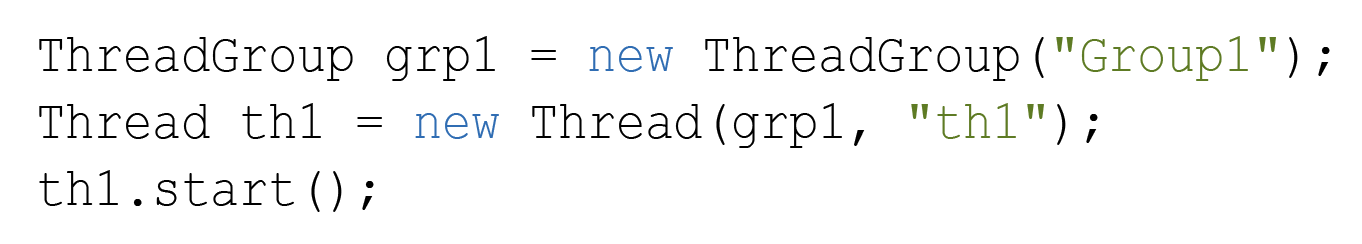 ThreadGroup grp1 = new ThreadGroup("Group1");
Thread th1 = new Thread(grp1, "th1");
th1.start();